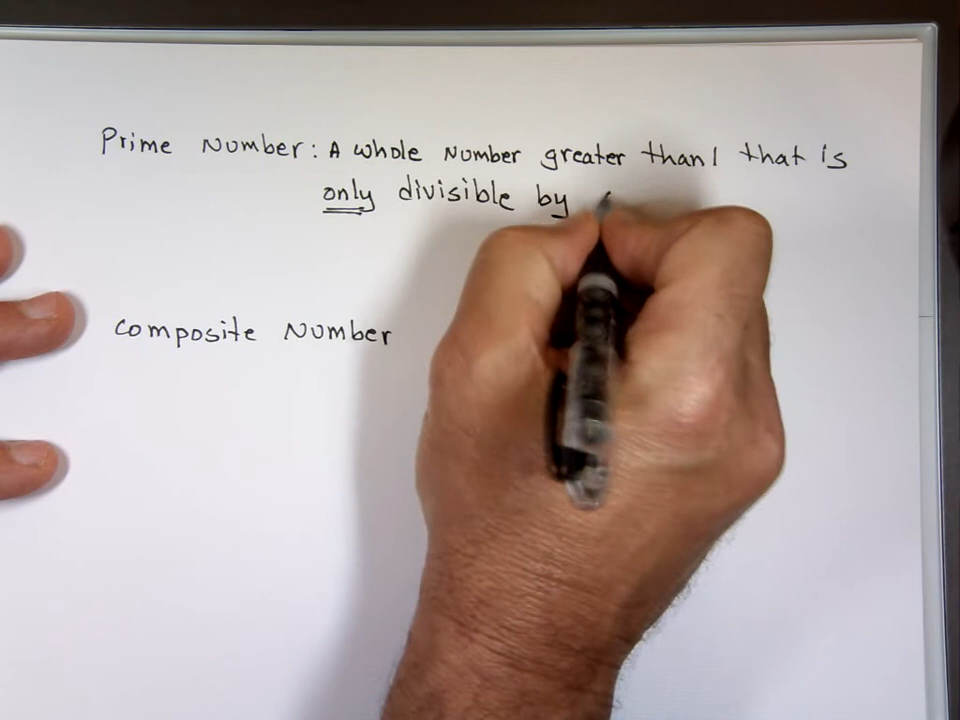 Prime Number: A whole Number greater than 1 that is
only divisible by
Composite Number